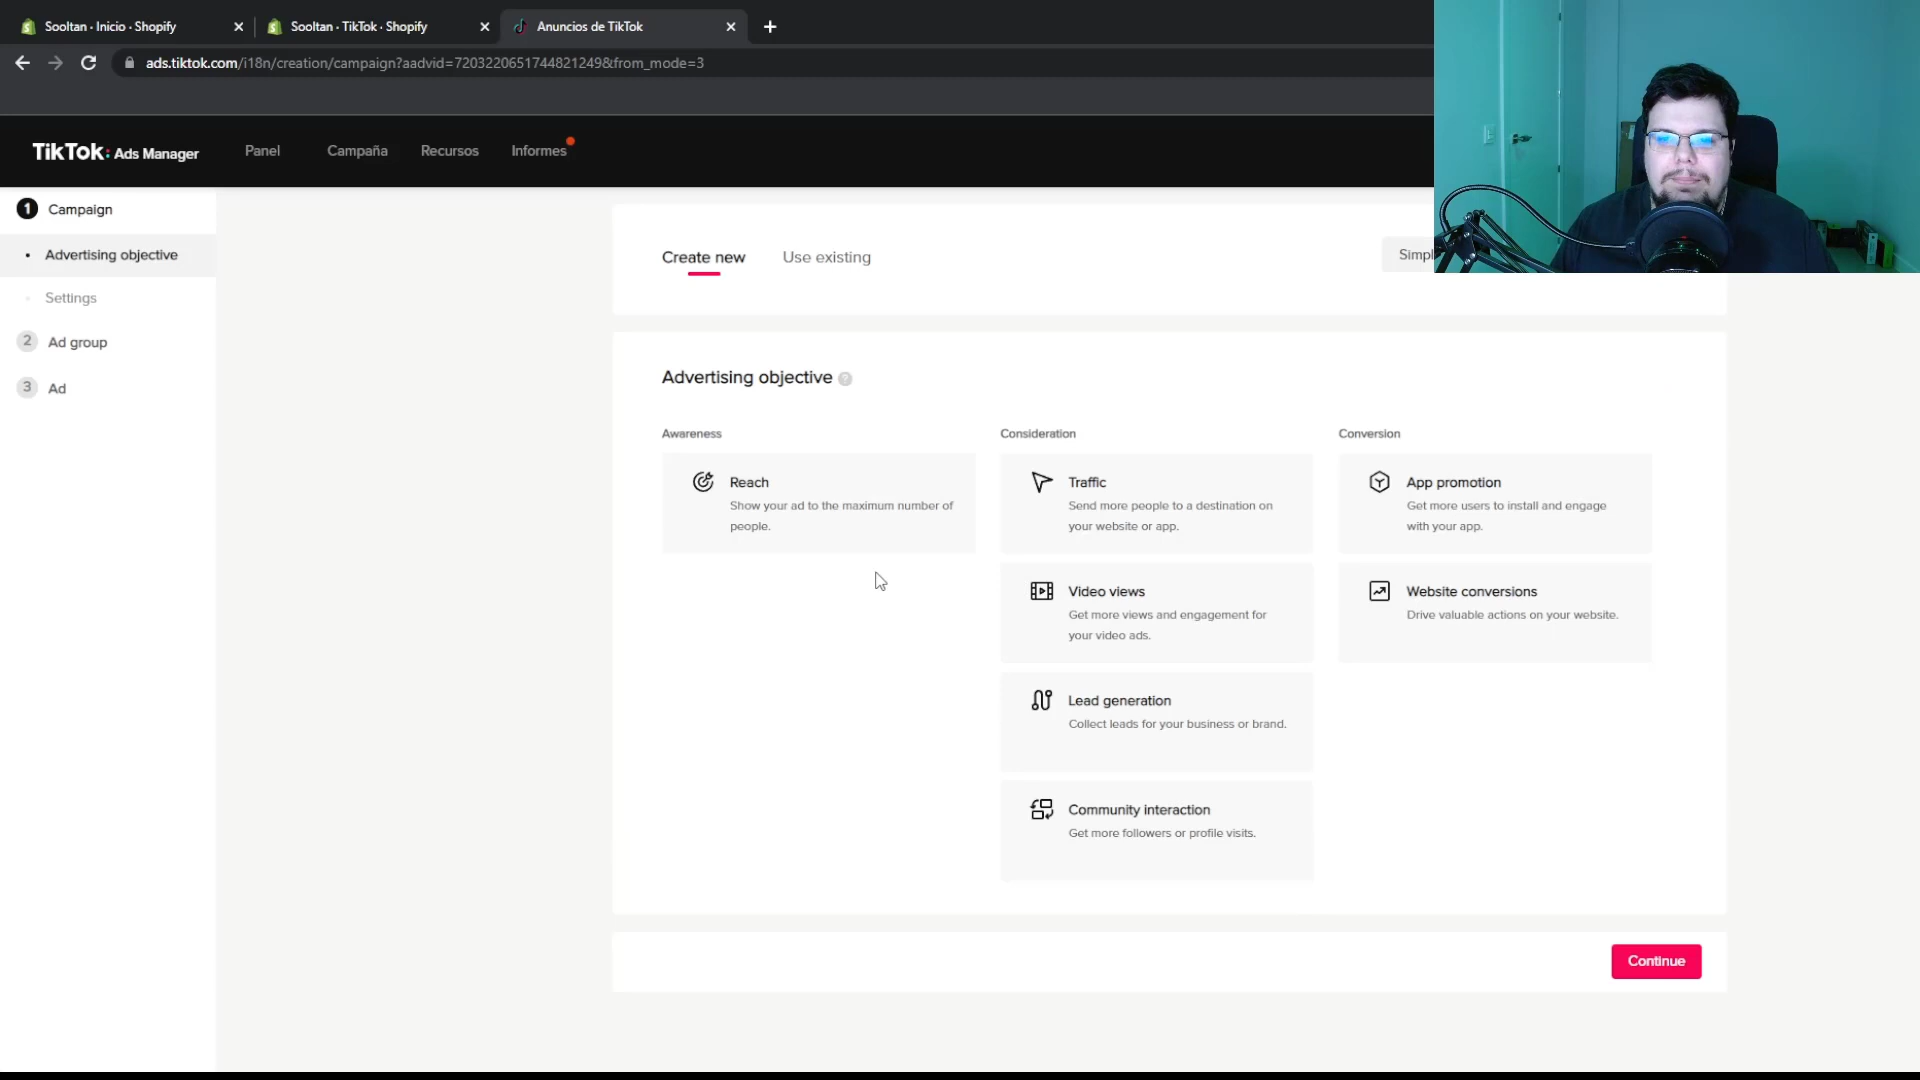 Sooltan · Inicio · Shopify
Sooltan · TikTok · Shopify
Anuncios de TikTok
ads.tiktok.com/i18n/creation/campaign?aadvid=7203220651744821249&from_mode=3
TikTok: Ads Manager
Panel
Campaña
Recursos
Informes
1 Campaign
Advertising objective
Settings
2 Ad group
3 Ad
Create new
Use existing
Simpl
Advertising objective ?
Awareness
Reach
Show your ad to the maximum number of
people.
Consideration
Traffic
Send more people to a destination on
your website or app.
Video views
Get more views and engagement for
your video ads.
Lead generation
Collect leads for your business or brand.
Community interaction
Get more followers or profile visits.
Conversion
App promotion
Get more users to install and engage
with your app.
Website conversions
Drive valuable actions on your website.
Continue